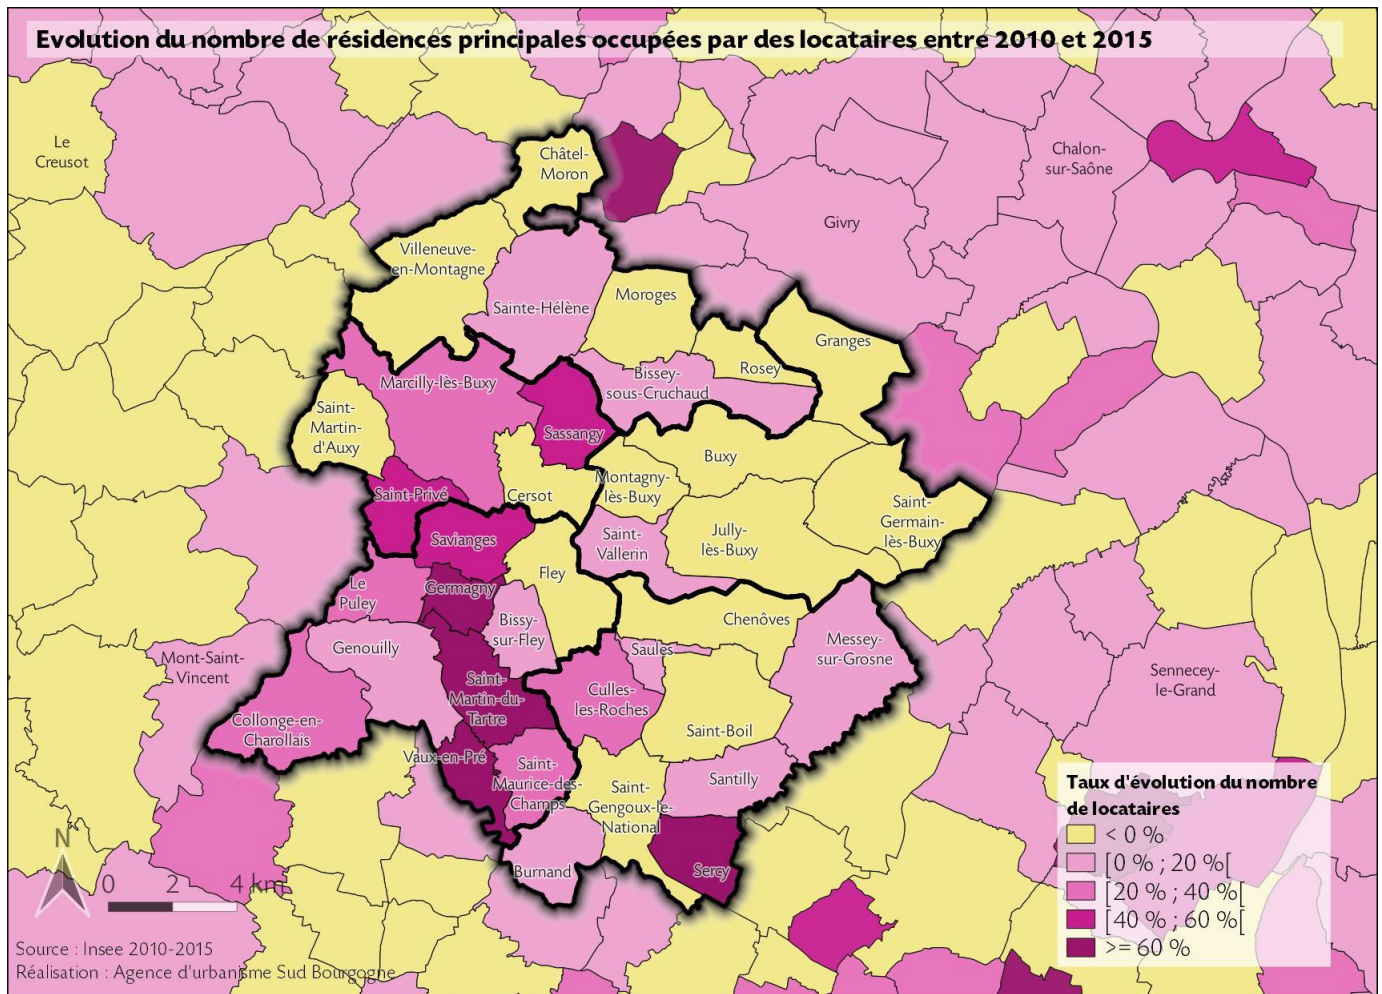 Evolution du nombre de résidences principales occupées par des locataires entre 2010 et 2015
Le
Creusot
Châtel-
Moron
Chalon-
sur-Saône
Givry
Villeneuve-
en-Montagne
Sainte-Hélène
Moroges
Granges
Rosey
Bissey-
sous-Cruchaud
Marcilly-lès-Buxy
Saint-
Martin-
d'Auxy
Sassangy
Buxy
Montagny-
lès-Buxy
Saint-Privé
Cersot
Saint-
Germain-
lès-Buxy
Jully-
lès-Buxy
Saint-
Vallerin
Savianges
Fley
Germagny
Le
Puley
Bissy-
sur-Fley
Chenôves
Messey-
sur-Grosne
Saules
Genouilly
Mont-Saint-
Vincent
Sennecey-
le-Grand
Saint-
Martin-du-
Tartre
Culles-
les-Roches
Collonge-en-
Charollais
Saint-Boil
Vaux-en-Pré
Saint-
Maurice-des-
Champs
Santilly
Saint-
Gengoux-le-
National
Burnand
Sercy
Taux d'évolution du nombre
de locataires
< 0 %
[0 % ; 20 %[
[20 % ; 40 %[
[40 % ; 60 %[
>= 60 %
N
0 2 4 km
Source : Insee 2010-2015
Réalisation : Agence d'urbanisme Sud Bourgogne